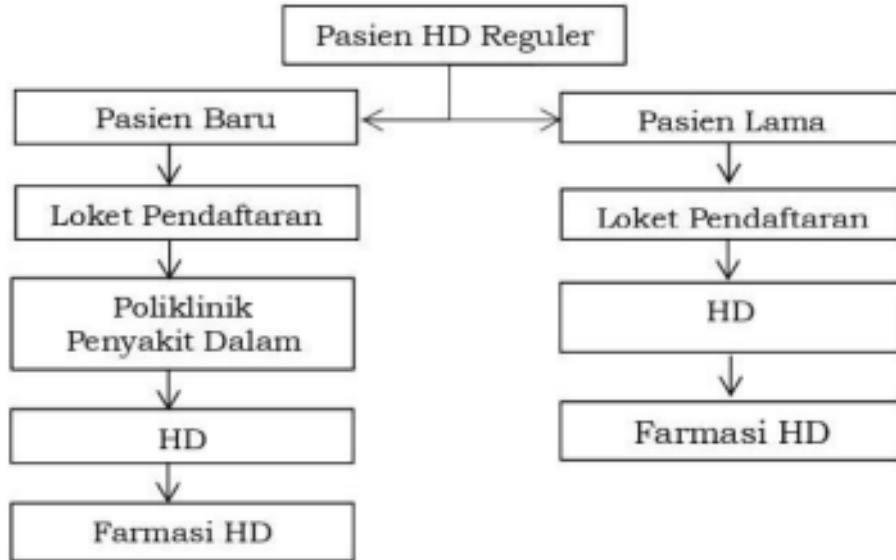 Pasien HD Reguler
Pasien Baru
Loket Pendaftaran
Poliklinik
Penyakit Dalam
HD
Farmasi HD
Pasien Lama
Loket Pendaftaran
HD
Farmasi HD